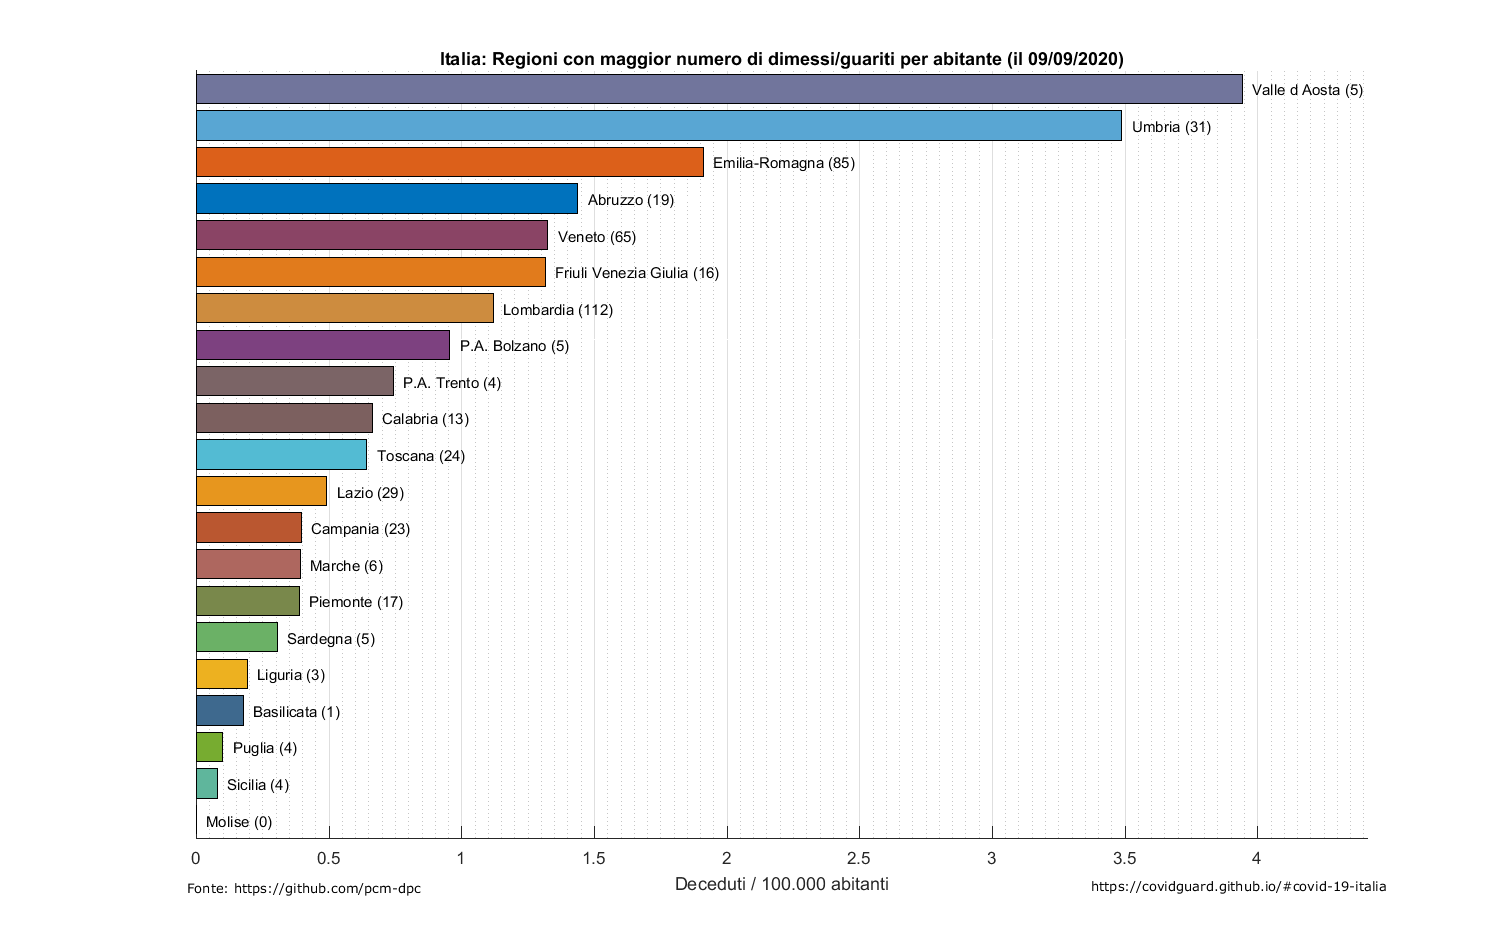 Italia: Regioni con maggior numero di dimessi/guariti per abitante (il 09/09/2020)
Valle d Aosta (5)
Umbria (31)
Emilia-Romagna (85)
Abruzzo (19)
Veneto (65)
Friuli Venezia Giulia (16)
Lombardia (112)
P.A. Bolzano (5)
P.A. Trento (4)
Calabria (13)
Toscana (24)
Lazio (29)
Campania (23)
Marche (6)
Piemonte (17)
Sardegna (5)
Liguria (3)
Basilicata (1)
Puglia (4)
Sicilia (4)
Molise (0)
0 0.5 1 1.5 2 2.5 3 3.5 4
Deceduti / 100.000 abitanti
Fonte: https://github.com/pcm-dpc
https://covidguard.github.io/#covid-19-italia